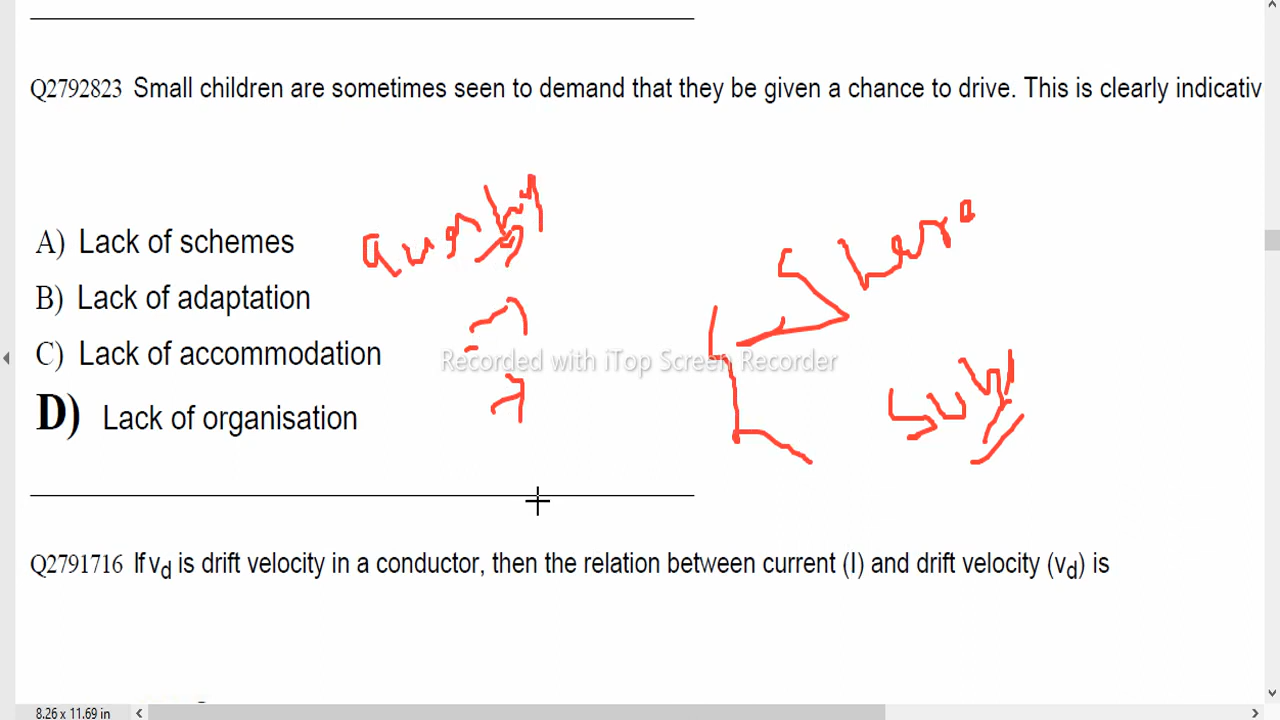 Q2792823 Small children are sometimes seen to demand that they be given a chance to drive. This is clearly indicativ
A) Lack of schemes
B) Lack of adaptation
C) Lack of accommodation
Recorded with iTop Screen Recorder
D) Lack of organisation
Q2791716 If vd is drift velocity in a conductor, then the relation between current (I) and drift velocity (vd) is
8.26 x 11.69 in